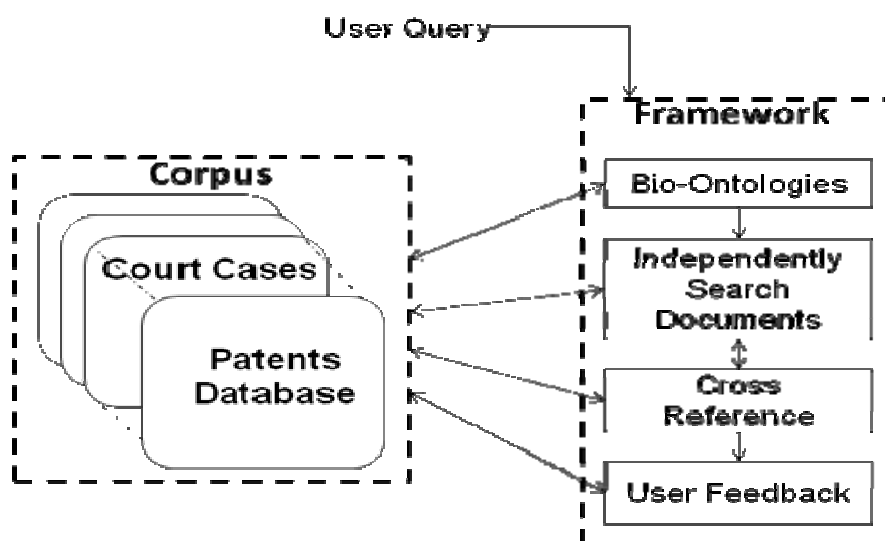 User Query
Framework
Corpus
Court Cases
Patents
Database
Bio-Ontologies
Independently
Search
Documents
Cross
Reference
User Feedback